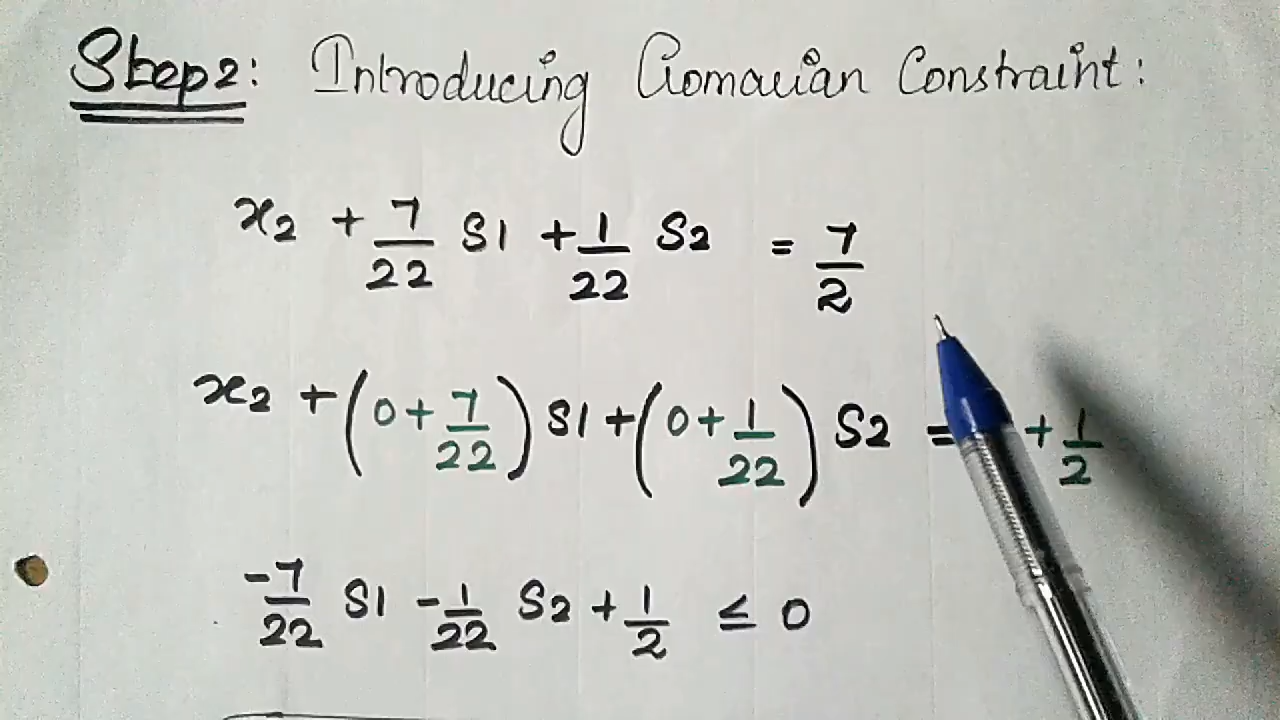 Step2: Introducing Gomorian Constraint:
x2 + 7/22 S1 + 1/22 S2 = 7/2
x2 + (0 + 7/22) S1 + (0 + 1/22) S2 = + 1/2
-7/22 S1 - 1/22 S2 + 1/2 ≤ 0